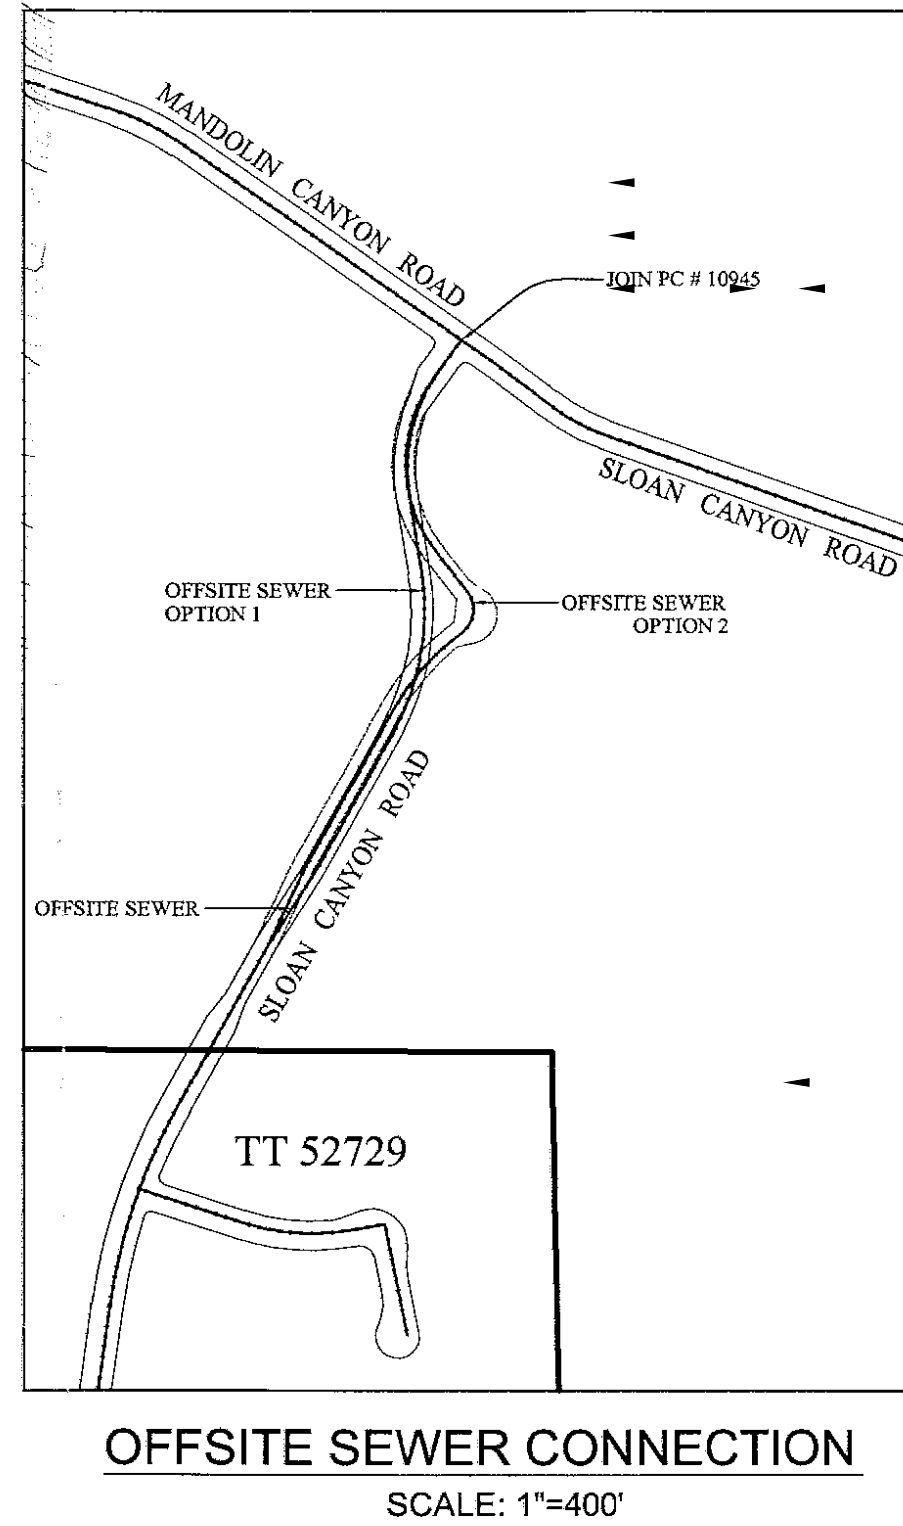 MANDOLIN CANYON ROAD
JOIN PC # 10945
SLOAN CANYON ROAD
OFFSITE SEWER
OPTION 1
OFFSITE SEWER
OPTION 2
SLOAN CANYON ROAD
OFFSITE SEWER
TT 52729
OFFSITE SEWER CONNECTION
SCALE: 1"=400'